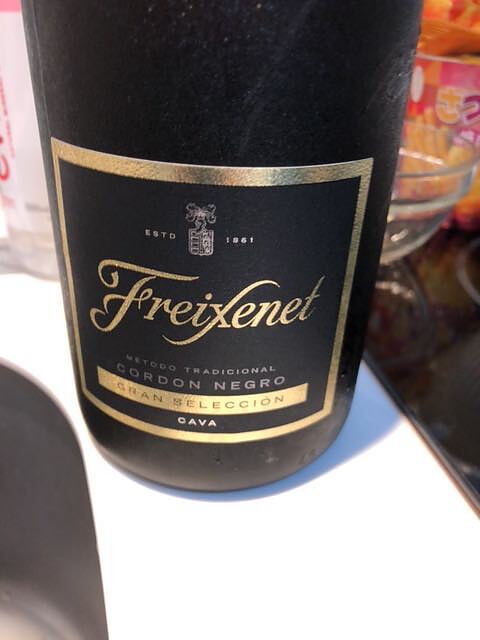 ESTD 1861
Freixenet
METODO TRADICIONAL
CORDON NEGRO
GRAN SELECCIÓN
CAVA